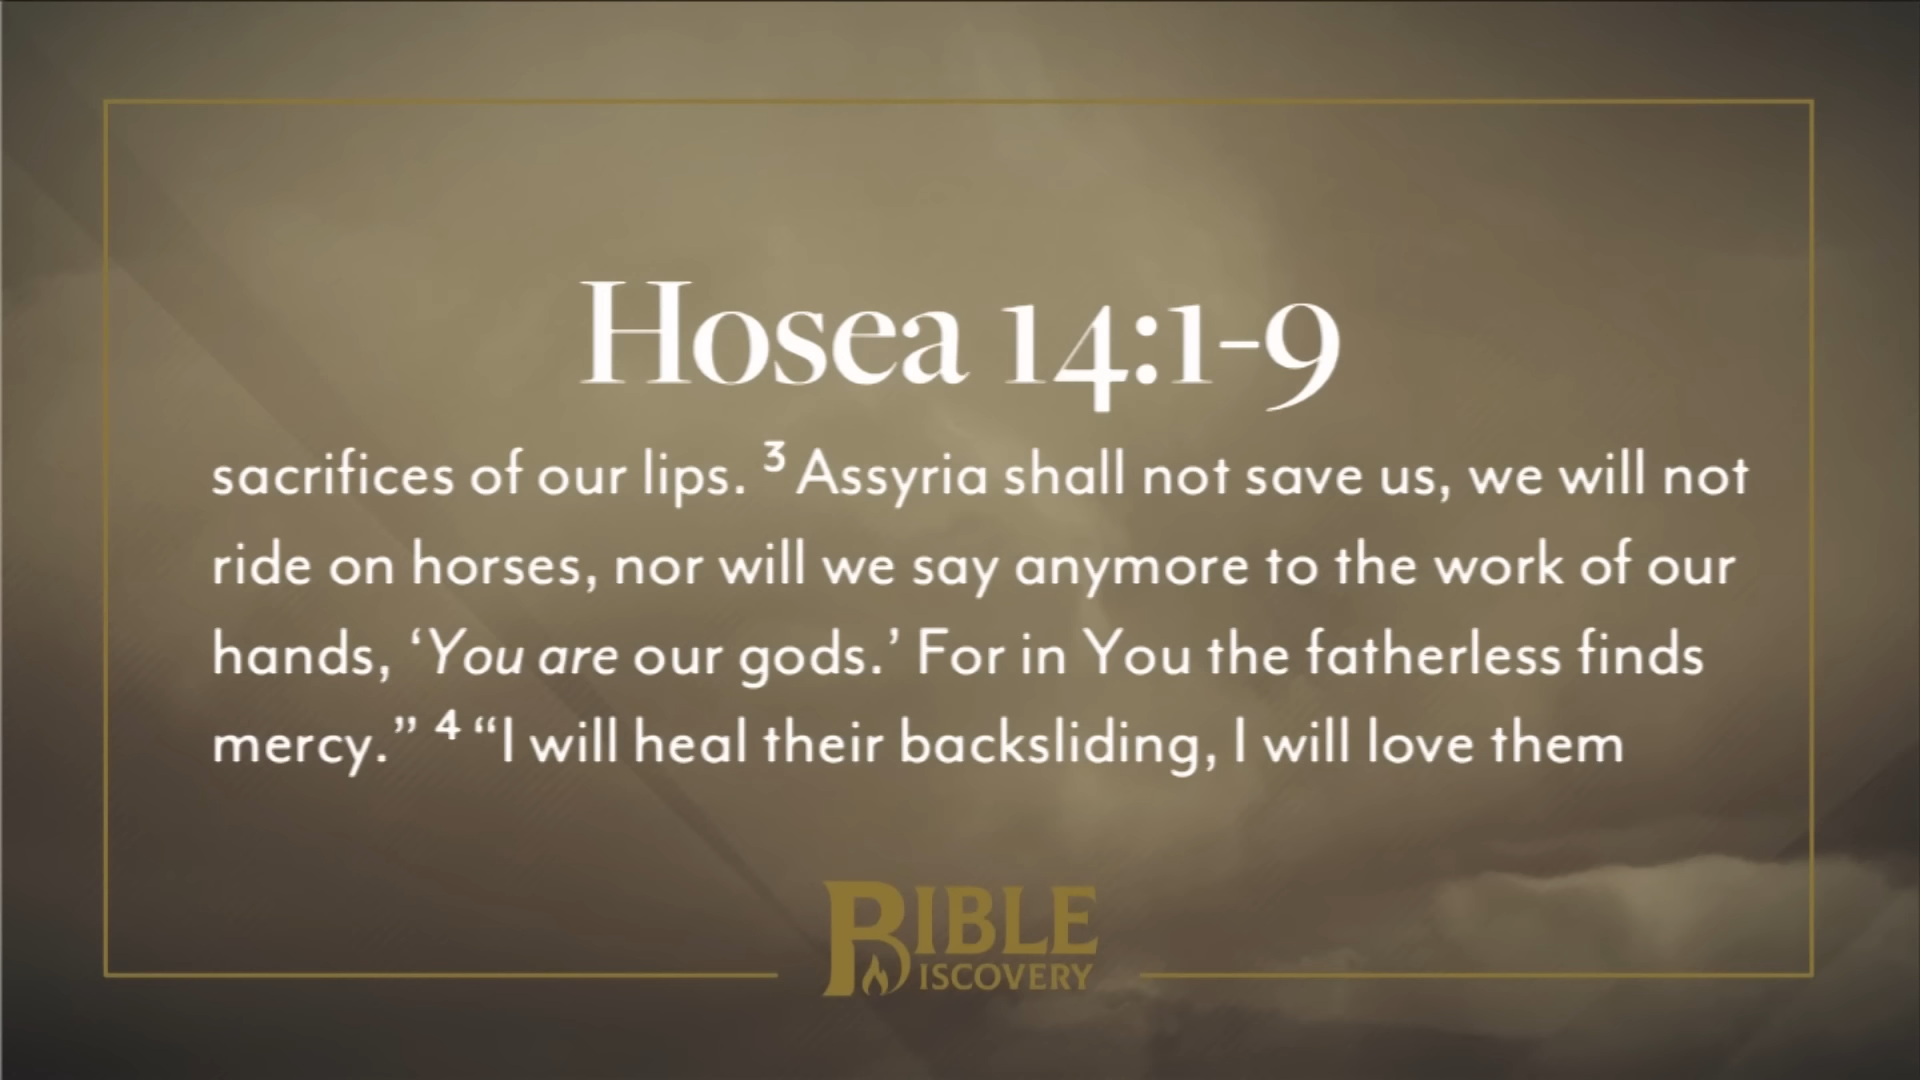 Hosea 14:1-9
sacrifices of our lips. ³ Assyria shall not save us, we will not
ride on horses, nor will we say anymore to the work of our
hands, ‘You are our gods.’ For in You the fatherless finds
mercy.” ⁴ “I will heal their backsliding, I will love them
BIBLE
DISCOVERY